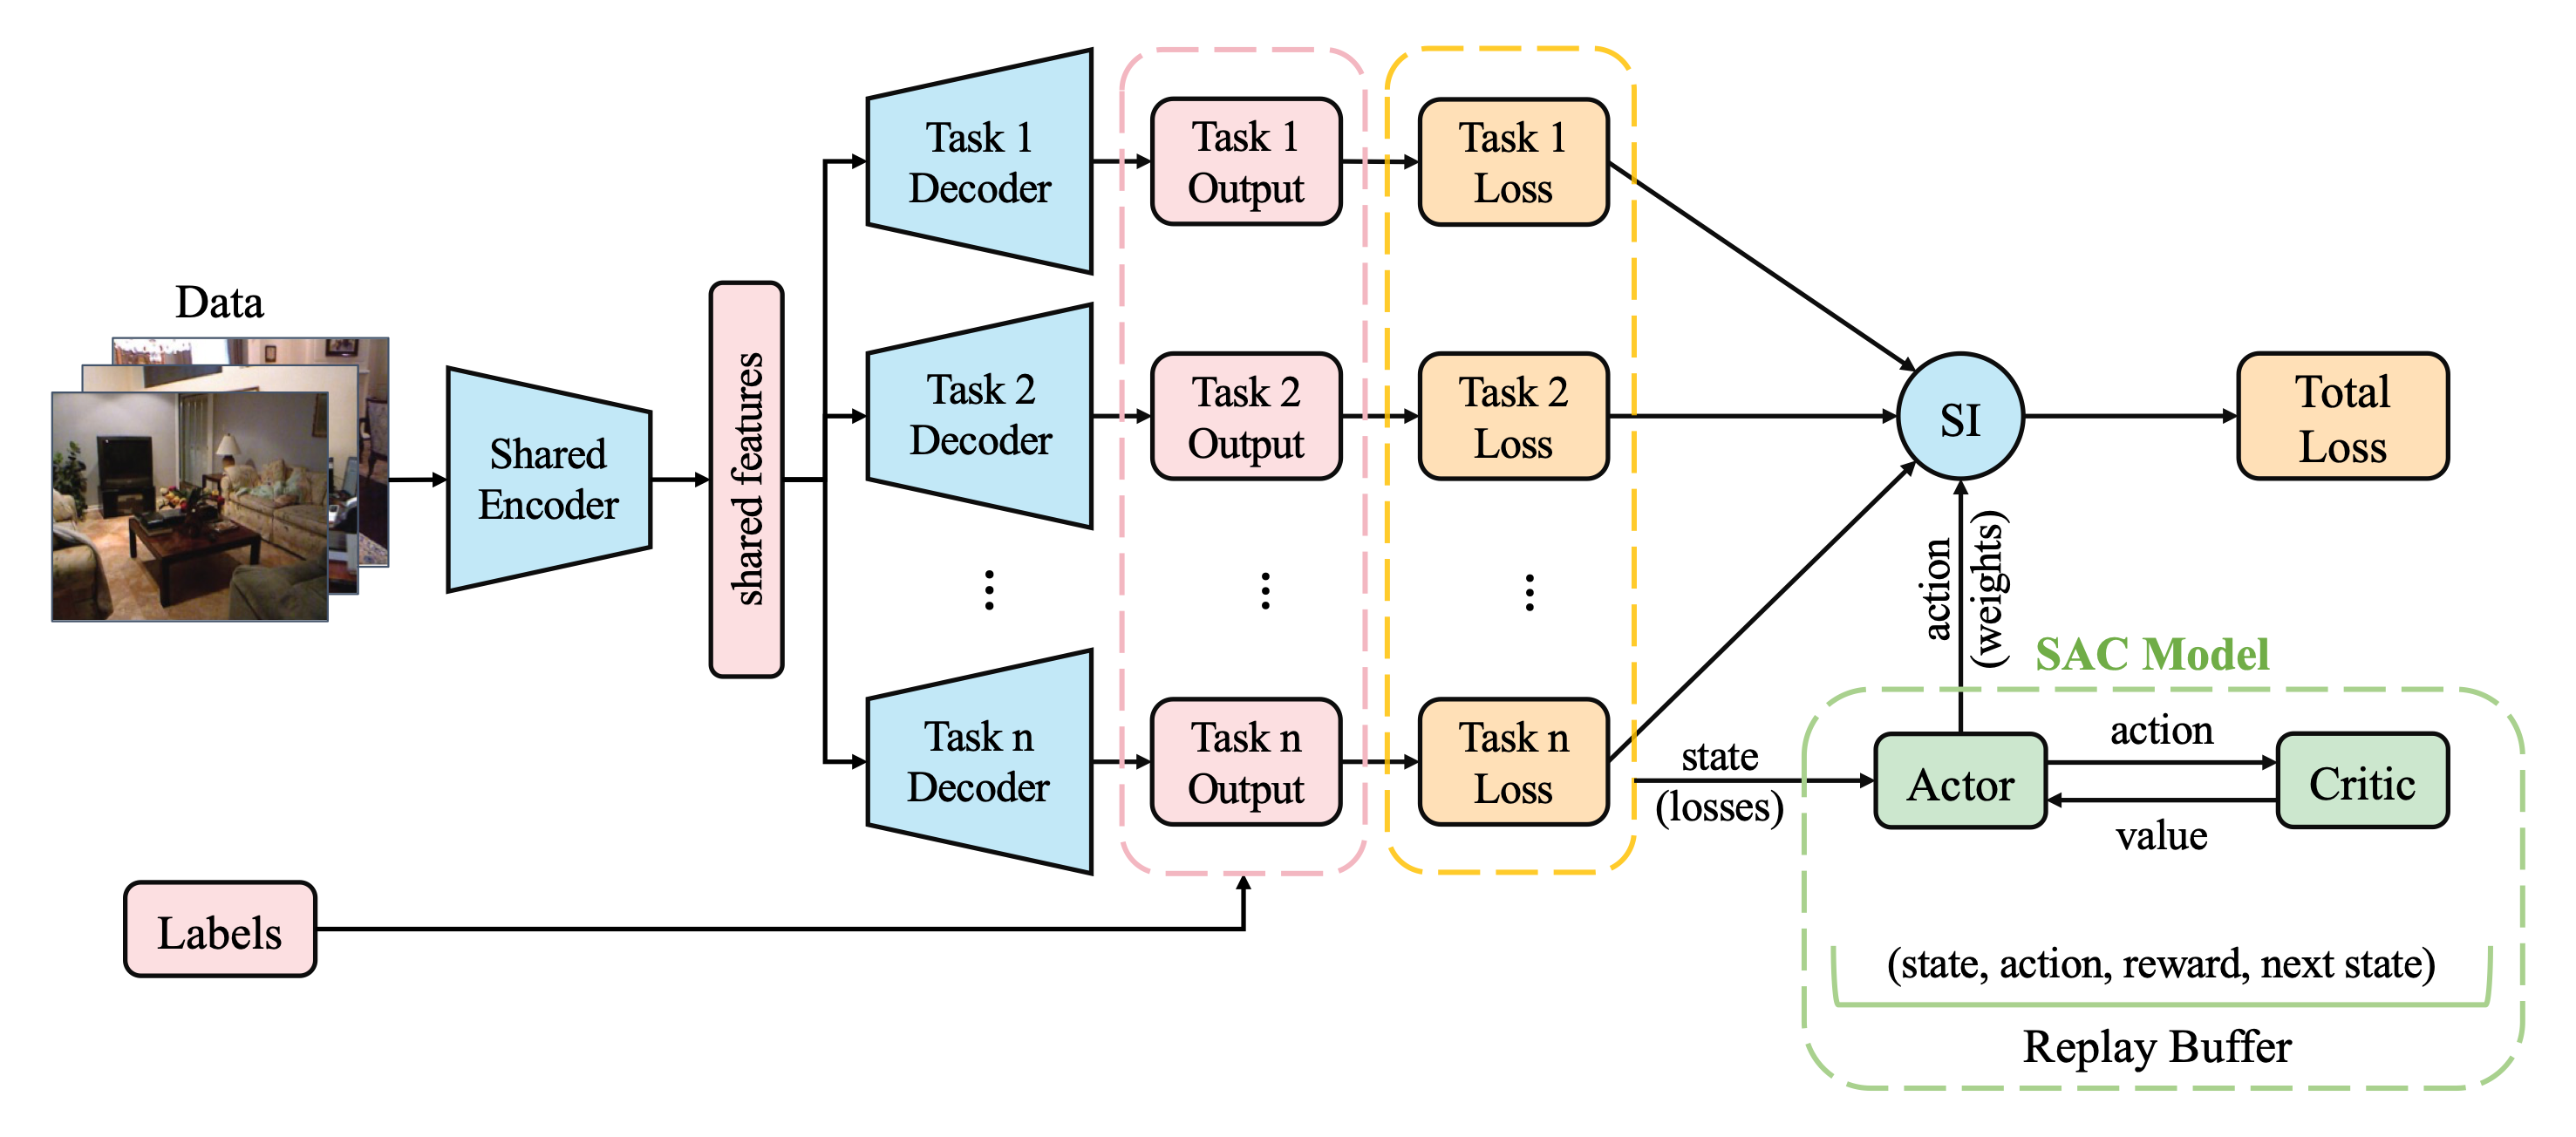 Data
Shared
Encoder
shared features
Task 1
Decoder
Task 2
Decoder
⋮
Task n
Decoder
Task 1
Output
Task 2
Output
⋮
Task n
Output
Task 1
Loss
Task 2
Loss
⋮
Task n
Loss
Labels
SI
Total
Loss
action
(weights)
state
(losses)
SAC Model
Actor
action
value
Critic
(state, action, reward, next state)
Replay Buffer